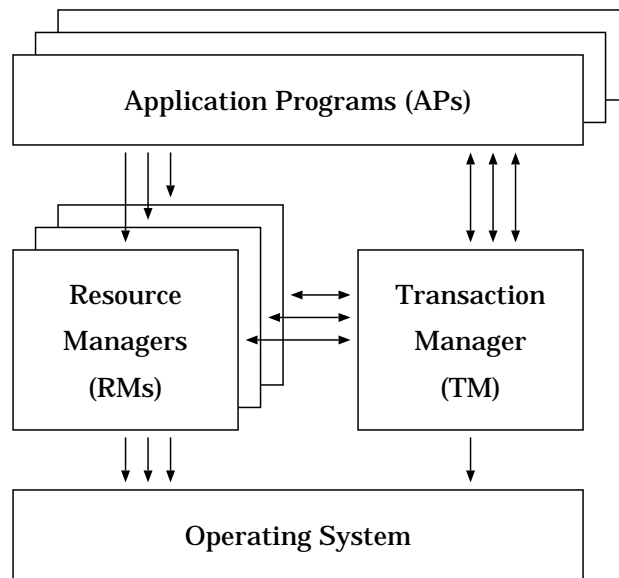 Application Programs (APs)
Resource
Managers
(RMs)
Transaction
Manager
(TM)
Operating System